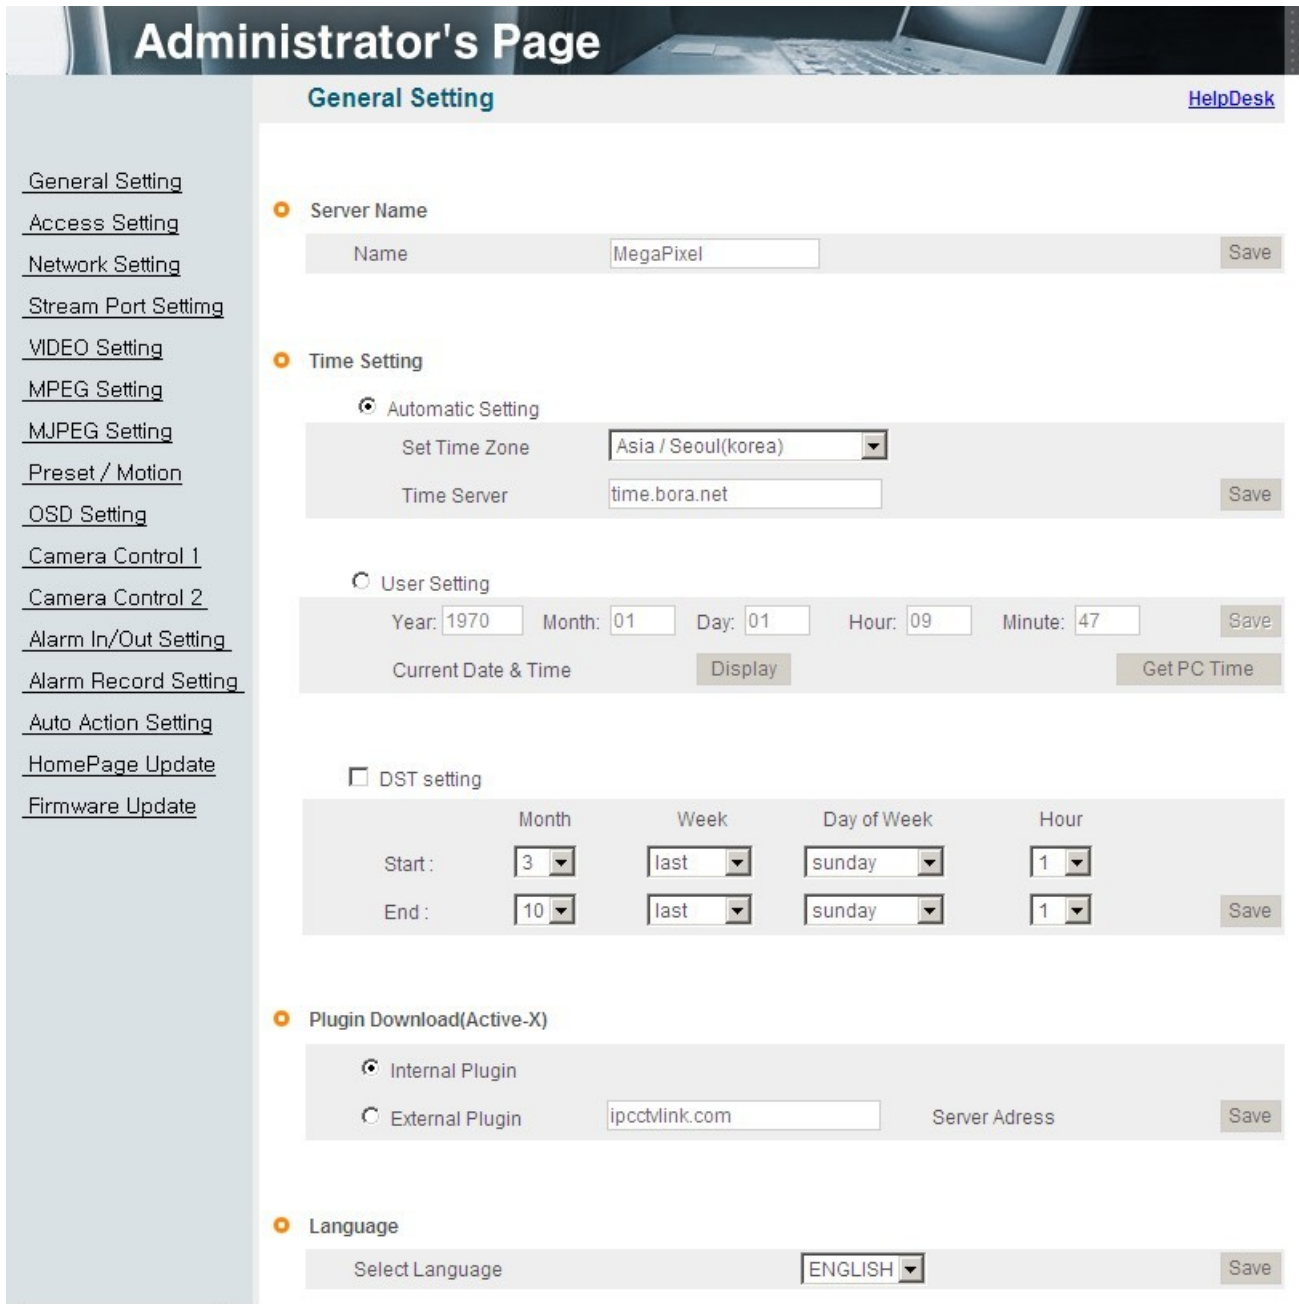 Administrator's Page
General Setting
HelpDesk
General Setting
Access Setting
Network Setting
Stream Port Settimg
VIDEO Setting
MPEG Setting
MJPEG Setting
Preset / Motion
OSD Setting
Camera Control 1
Camera Control 2
Alarm In/Out Setting
Alarm Record Setting
Auto Action Setting
HomePage Update
Firmware Update
Server Name
Name MegaPixel Save
Time Setting
Automatic Setting
Set Time Zone Asia / Seoul(korea)
Time Server time.bora.net Save
User Setting
Year: 1970 Month: 01 Day: 01 Hour: 09 Minute: 47 Save
Current Date & Time Display Get PC Time
DST setting
Month Week Day of Week Hour
Start : 3 last sunday 1
End : 10 last sunday 1 Save
Plugin Download(Active-X)
Internal Plugin
External Plugin ipcctvlink.com Server Adress Save
Language
Select Language ENGLISH Save